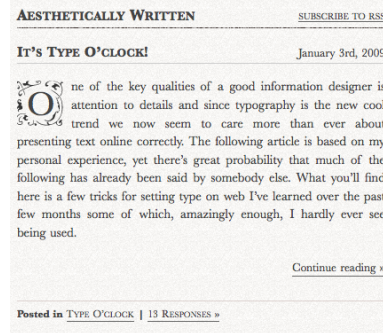 AESTHETICALLY WRITTEN SUBSCRIBE TO RSS
IT'S TYPE O'CLOCK! January 3rd, 2009
One of the key qualities of a good information designer is
attention to details and since typography is the new cool
trend we now seem to care more than ever about
presenting text online correctly. The following article is based on my
personal experience, yet there's great probability that much of the
following has already been said by somebody else. What you'll find
here is a few tricks for setting type on web I've learned over the past
few months some of which, amazingly enough, I hardly ever see
being used.
Continue reading »
Posted in TYPE O'CLOCK | 13 RESPONSES »